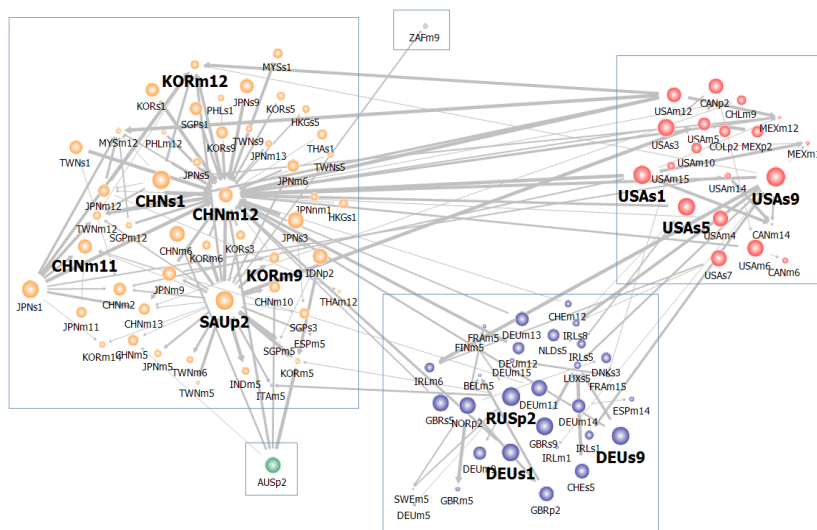 ZAFm9
MYSs1
KORm12
KORs1
JPNs9
KORs5
PHLs1
SGPs1
HKGs5
MYSm12
PHLm12
KORs9
TWNs9
THAs1
JPNm13
TWNs1
JPNs5
TWNs5
JPNm6
CHNs1
JPNm12
CHNm12
JPNnm1
HKGs1
TWNm12
SGPm12
KORs3
JPNs3
CHNm11
CHNm6
KORm6
KORm9
IDNp2
JPNs1
CHNm2
JPNm9
CHNm10
THAm12
JPNm11
CHNm13
SAUp2
SGPs3
ESPm5
CHNm5
JPNm5
SGPm5
KORm5
TWNm6
INDm5
TWNm5
ITAm5
AUSp2
USAm12
CANp2
CHLm9
MEXm12
USAs3
USAm5
COLp2
MEXp2
USAm10
USAm15
USAm14
USAs1
USAs9
USAs5
USAm4
CANm14
USAs7
USAm6
CANm6
CHEm12
FRAm5
DEUm13
IRLs8
FINm5
NLDs5
IRLs5
DEUm12
DNKs3
IRLm6
DEUm15
LUXs5
BELm5
FRAm15
GBRs5
NORp2
DEUm11
RUSp2
DEUm14
ESPm14
GBRs9
IRLs1
DEUs9
IRLm1
DEUs1
CHEs5
SWEm5
GBRm5
GBRp2
DEUm5